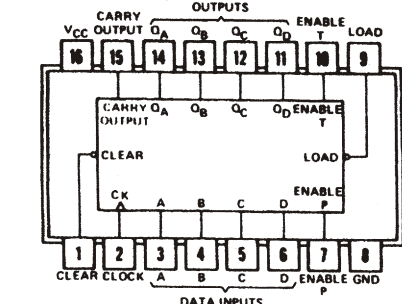 OUTPUTS
VCC CARRY OUTPUT QA QB QC QD ENABLE T LOAD
16 15 14 13 12 11 10 9
CARRY OUTPUT QA QB QC QD ENABLE T
CLEAR LOAD
CK A B C D ENABLE P
1 2 3 4 5 6 7 8
CLEAR CLOCK A B C D ENABLE P GND
DATA INPUTS